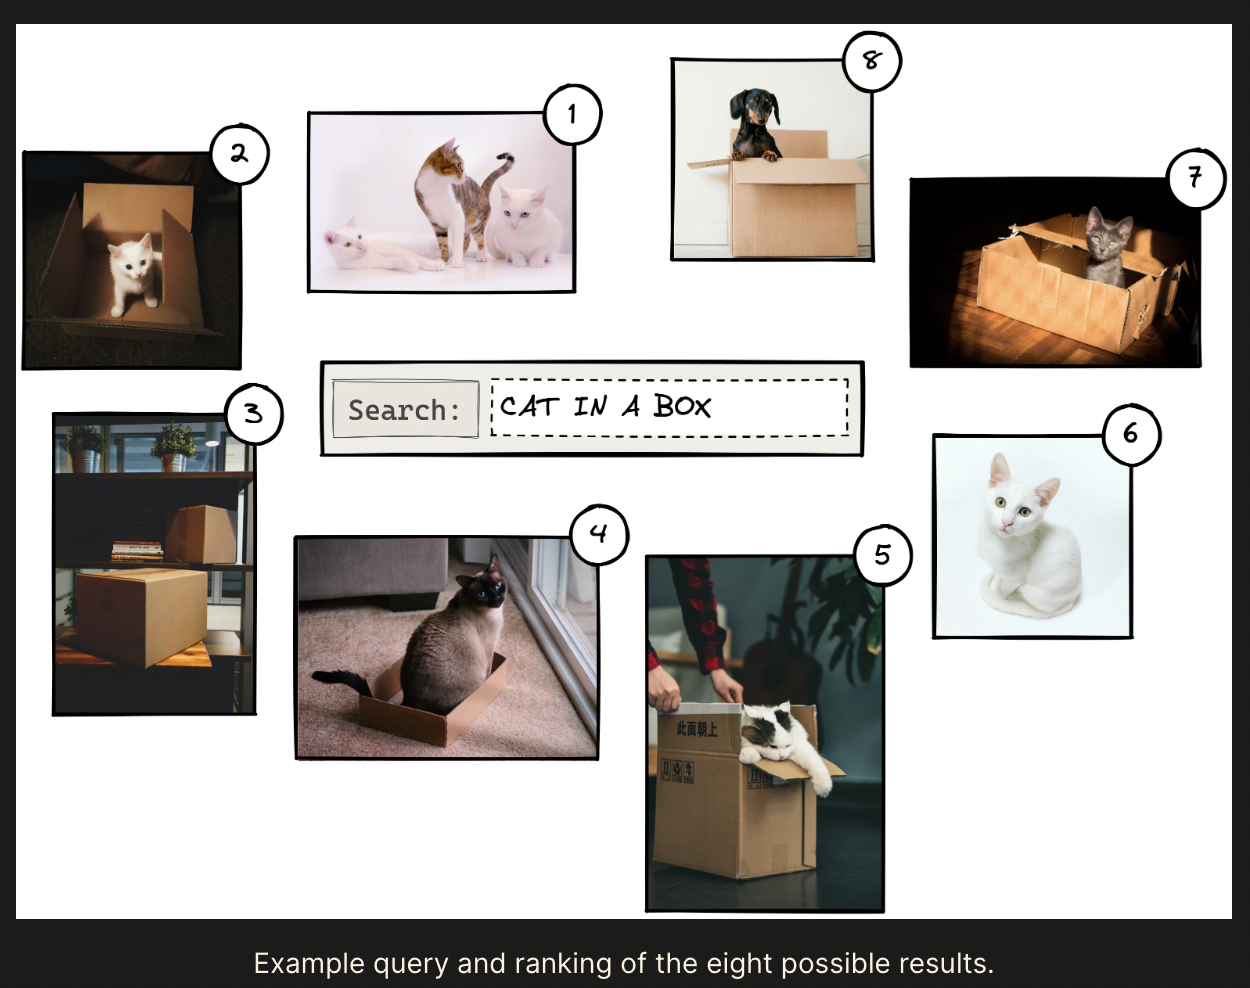 8
1
2
7
Search: CAT IN A BOX
3
6
4
5
此面朝上
Example query and ranking of the eight possible results.